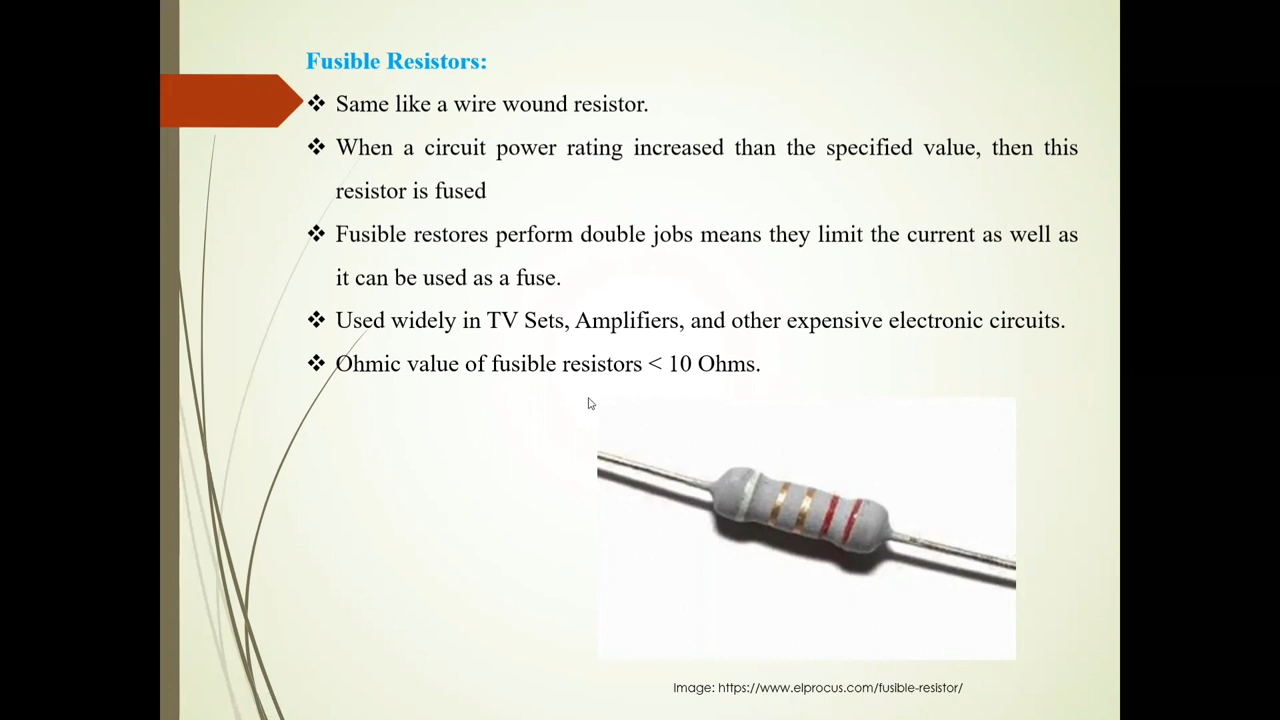 Fusible Resistors:
❖ Same like a wire wound resistor.
❖ When a circuit power rating increased than the specified value, then this
resistor is fused
❖ Fusible restores perform double jobs means they limit the current as well as
it can be used as a fuse.
❖ Used widely in TV Sets, Amplifiers, and other expensive electronic circuits.
❖ Ohmic value of fusible resistors < 10 Ohms.
Image: https://www.elprocus.com/fusible-resistor/